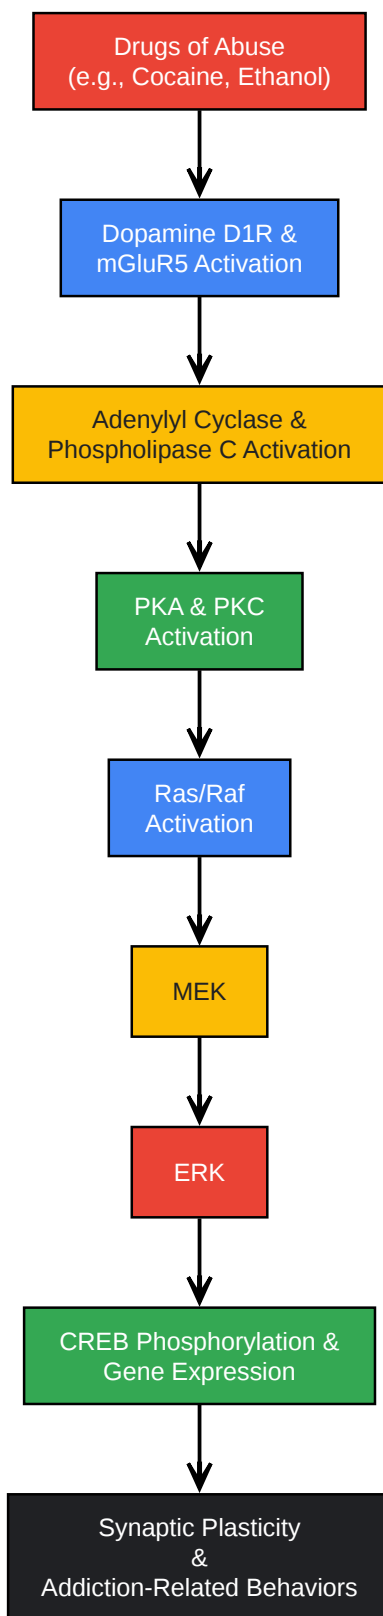 Drugs of Abuse
(e.g., Cocaine, Ethanol)
Dopamine D1R &
mGluR5 Activation
Adenylyl Cyclase &
Phospholipase C Activation
PKA & PKC
Activation
Ras/Raf
Activation
MEK
ERK
CREB Phosphorylation &
Gene Expression
Synaptic Plasticity
&
Addiction-Related Behaviors